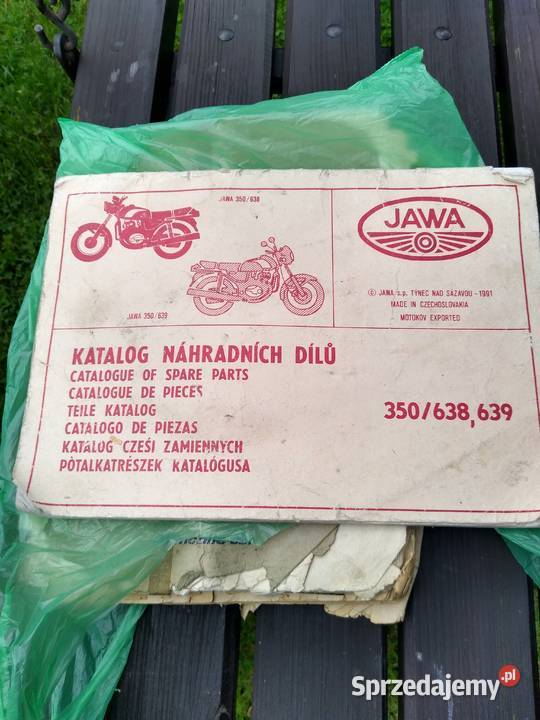 JAWA 350/638
JAWA 350/639
JAWA
© JAWA s.p. TÝNEC NAD SÁZAVOU - 1991
MADE IN CZECHOSLOVAKIA
MOTOKOV EXPORTED
KATALOG NÁHRADNÍCH DÍLŮ
CATALOGUE OF SPARE PARTS
CATALOGUE DE PIECES
TEILE KATALOG
CATALOGO DE PIEZAS
KATALOG CZEŚI ZAMIENNYCH
PÓTALKATRÉSZEK KATALÓGUSA
350/638, 639
Sprzedajemy.pl